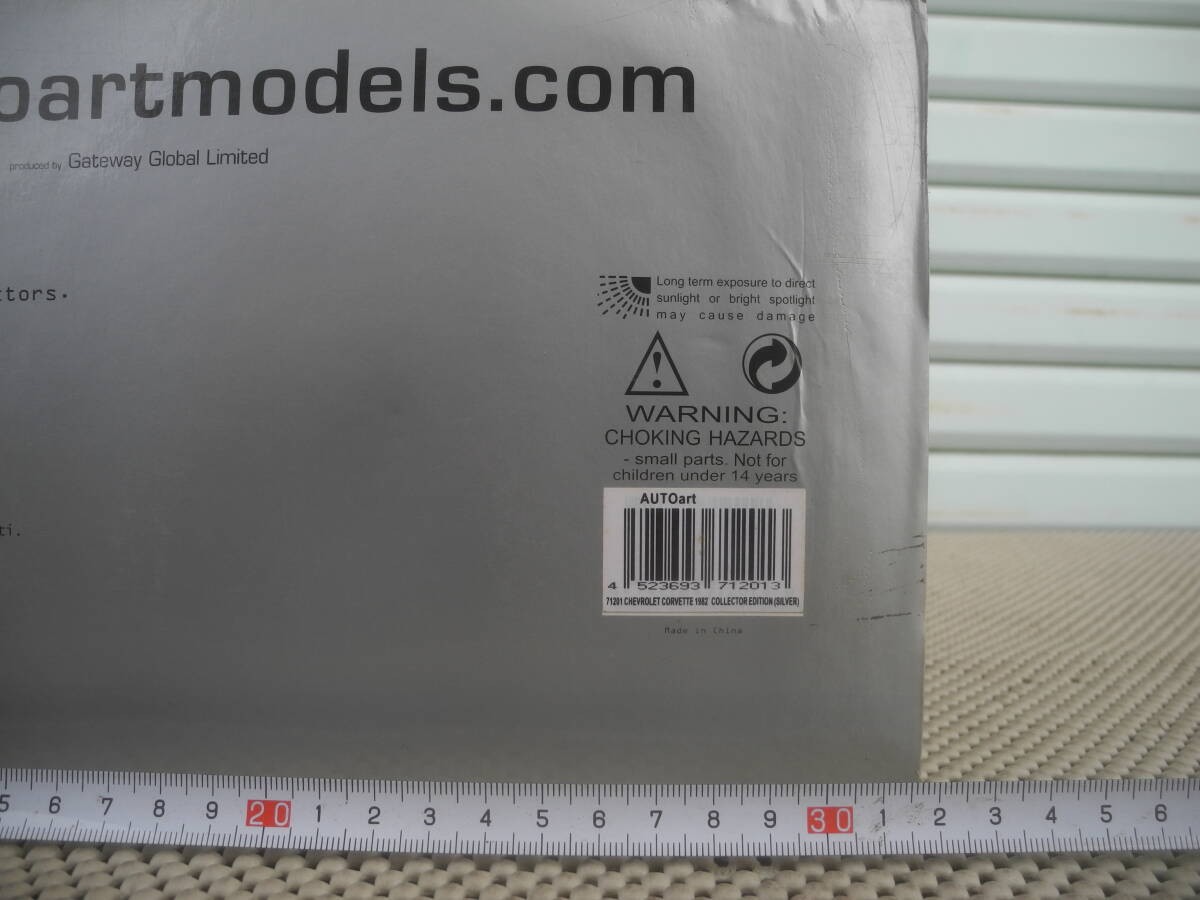 oartmodels.com
produced by Gateway Global Limited
ctors.
Long term exposure to direct
sunlight or bright spotlight
may cause damage
WARNING:
CHOKING HAZARDS
- small parts. Not for
children under 14 years
ti.
AUTOart
4 523693 712013
71201 CHEVROLET CORVETTE 1982 COLLECTOR EDITION (SILVER)
Made in China
5 6 7 8 9 20 1 2 3 4 5 6 7 8 9 30 1 2 3 4 5 6